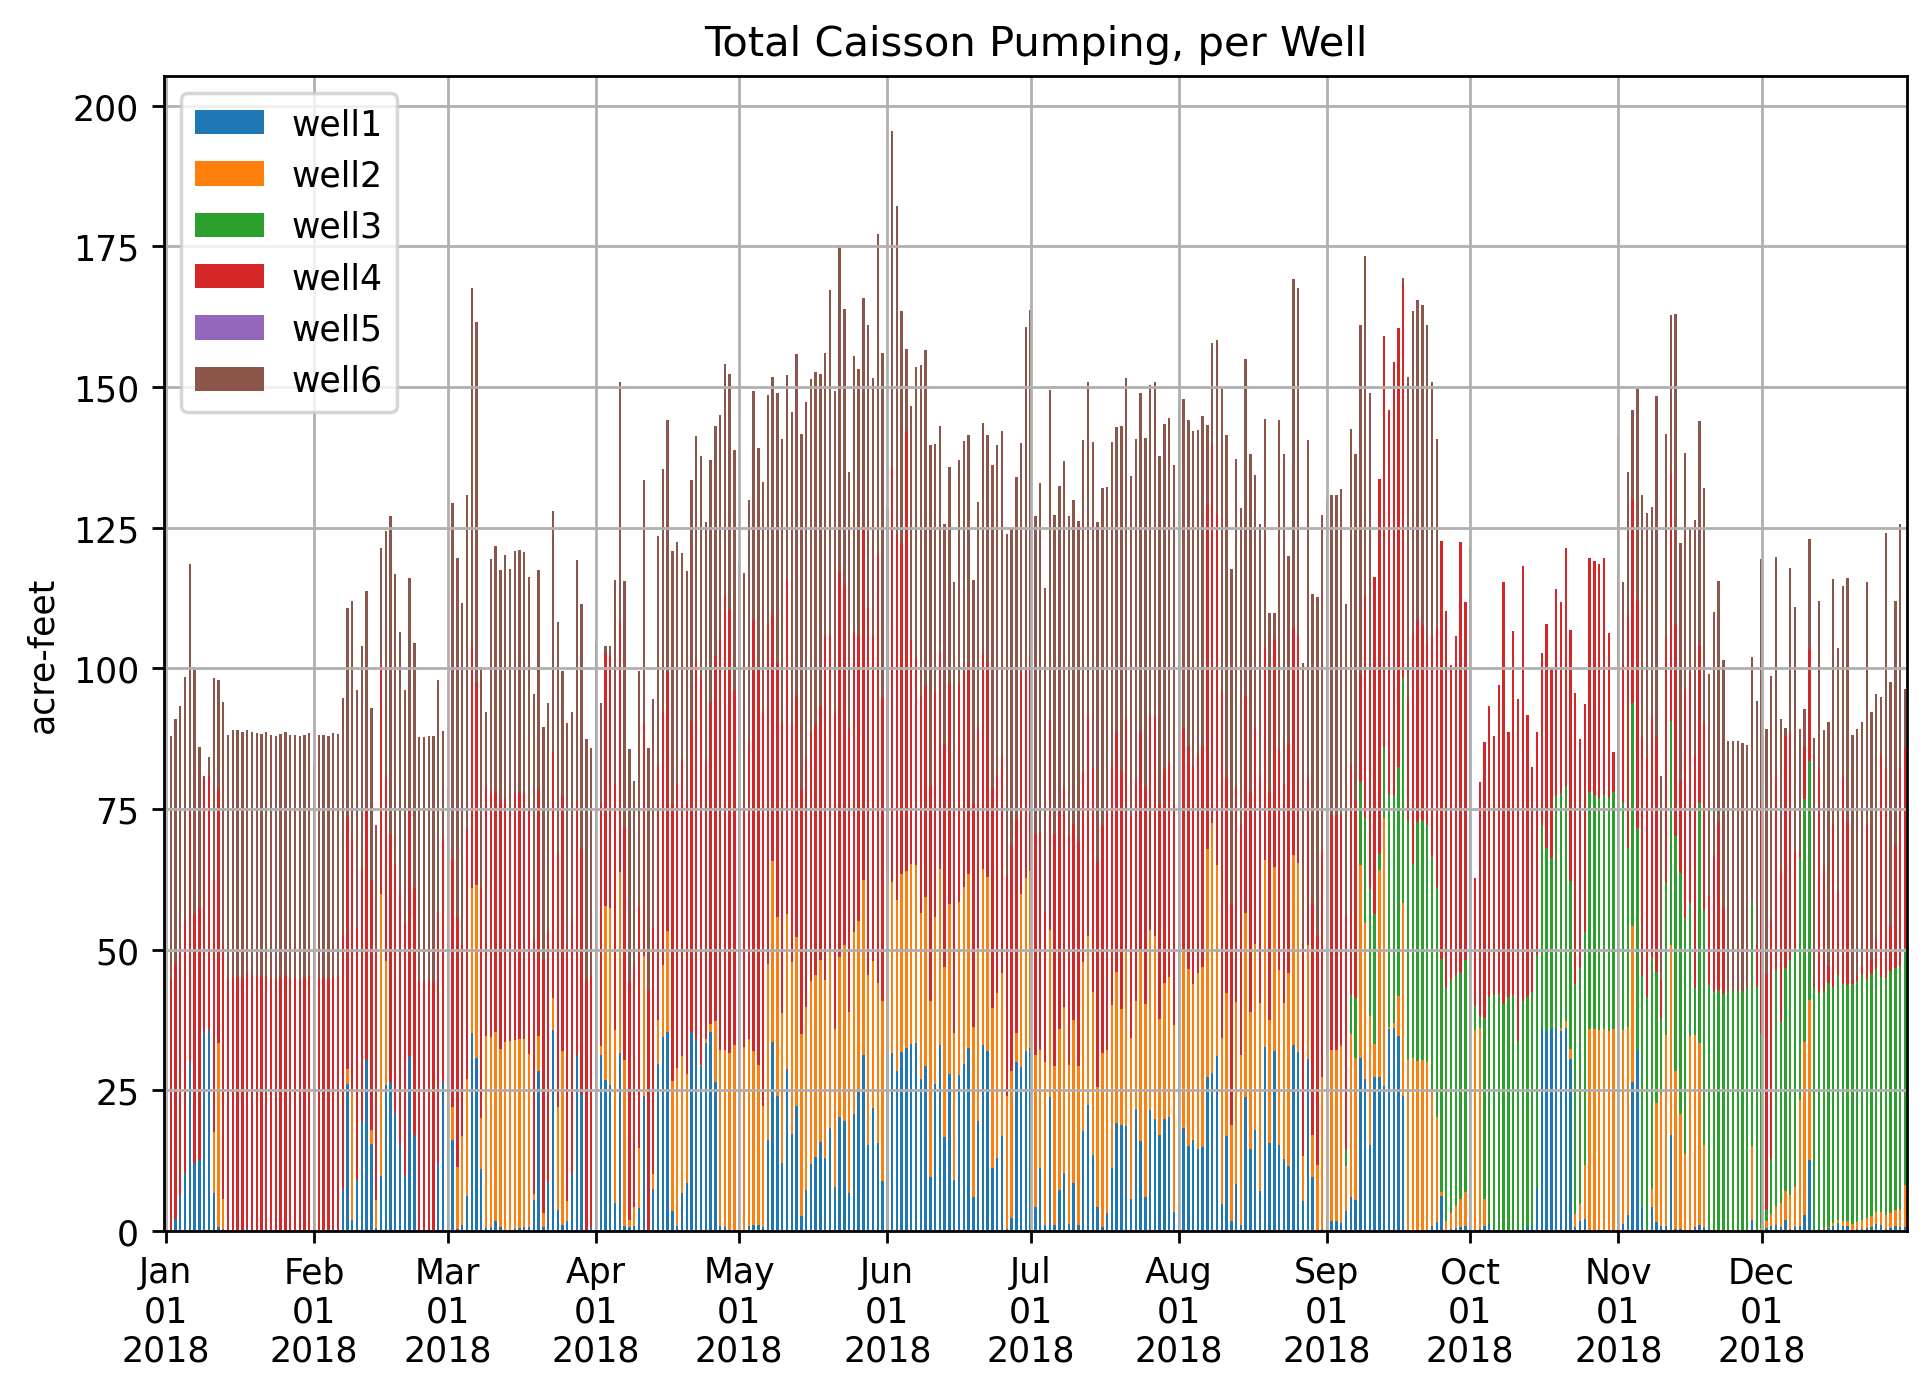 Total Caisson Pumping, per Well
200
175
150
125
100
75
50
25
0
acre-feet
well1
well2
well3
well4
well5
well6
Jan
01
2018
Feb
01
2018
Mar
01
2018
Apr
01
2018
May
01
2018
Jun
01
2018
Jul
01
2018
Aug
01
2018
Sep
01
2018
Oct
01
2018
Nov
01
2018
Dec
01
2018